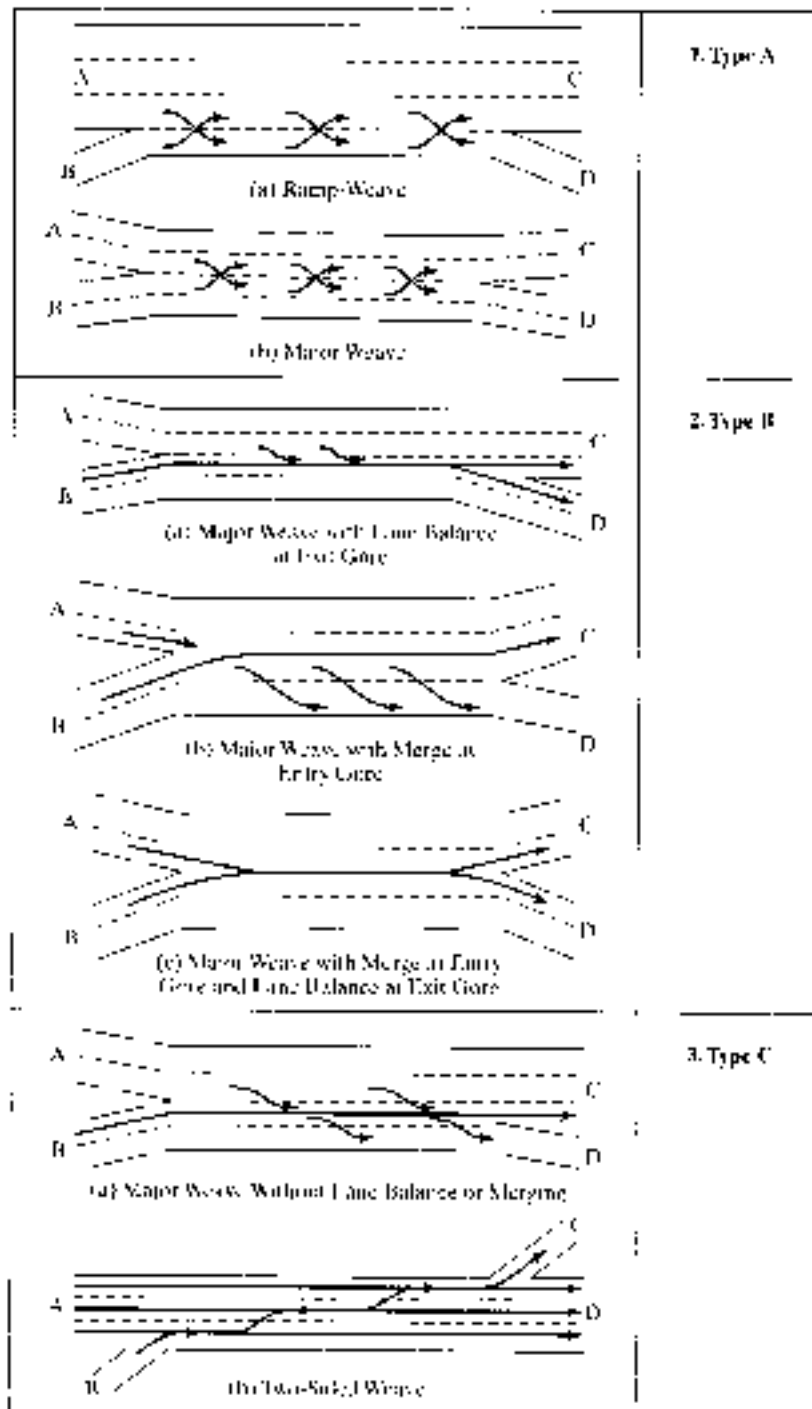 1. Type A
A
C
B
D
(a) Ramp-Weave
A
C
B
D
(b) Major Weave
2. Type B
A
C
B
D
(a) Major Weave with Lane Balance
at Exit Gore
A
C
B
D
(b) Major Weave with Merge at
Entry Gore
A
C
B
D
(c) Major Weave with Merge at Entry
Gore and Lane Balance at Exit Gore
3. Type C
A
C
B
D
(a) Major Weave Without Lane Balance or Merging
C
A
D
B
(b) Two-Sided Weave